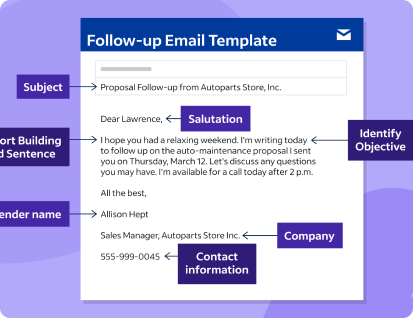 Follow-up Email Template
Subject
Proposal Follow-up from Autoparts Store, Inc.
Dear Lawrence,
Salutation
ort Building
d Sentence
I hope you had a relaxing weekend. I'm writing today
to follow up on the auto-maintenance proposal I sent
you on Thursday, March 12. Let's discuss any questions
you may have. I'm available for a call today after 2 p.m.
Identify
Objective
All the best,
ender name
Allison Hept
Sales Manager, Autoparts Store Inc.
Company
555-999-0045
Contact
information